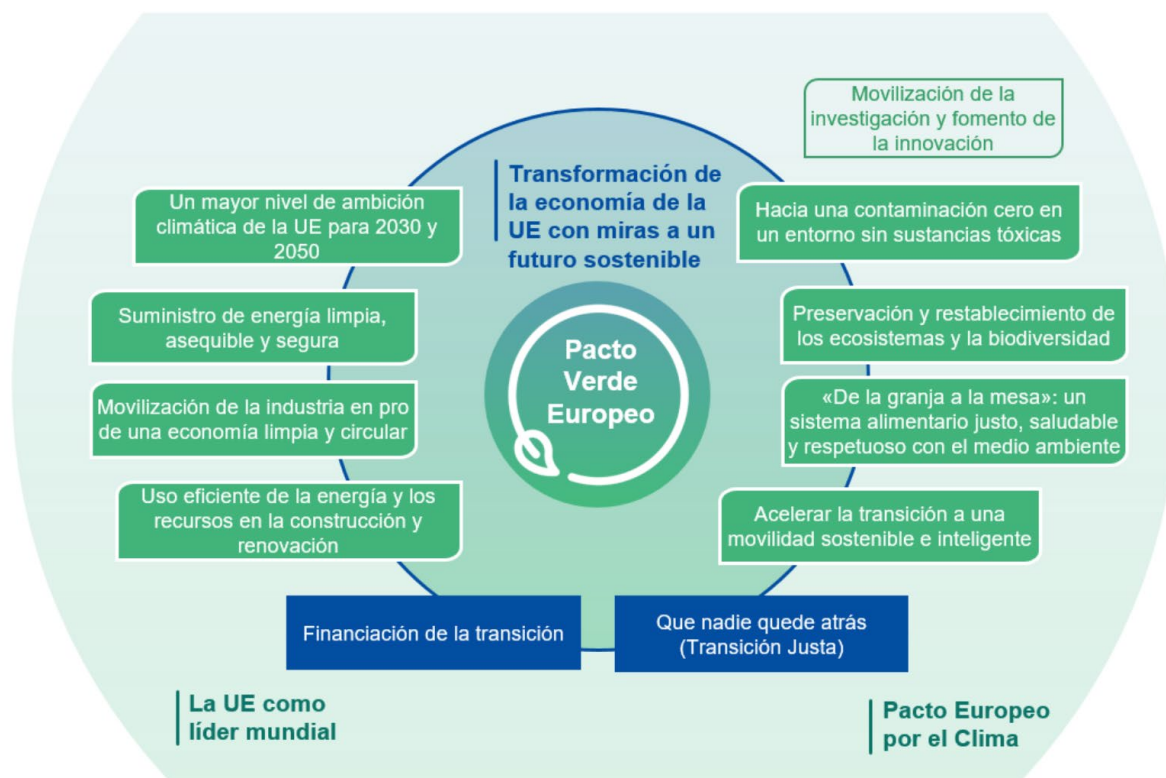 Movilización de la
investigación y fomento de
la innovación
Transformación de
la economía de la
UE con miras a un
futuro sostenible
Un mayor nivel de ambición
climática de la UE para 2030 y
2050
Suministro de energía limpia,
asequible y segura
Movilización de la industria en pro
de una economía limpia y circular
Uso eficiente de la energía y los
recursos en la construcción y
renovación
Pacto
Verde
Europeo
Hacia una contaminación cero en
un entorno sin sustancias tóxicas
Preservación y restablecimiento de
los ecosistemas y la biodiversidad
«De la granja a la mesa»: un
sistema alimentario justo, saludable
y respetuoso con el medio ambiente
Acelerar la transición a una
movilidad sostenible e inteligente
Financiación de la transición
Que nadie quede atrás
(Transición Justa)
La UE como
líder mundial
Pacto Europeo
por el Clima